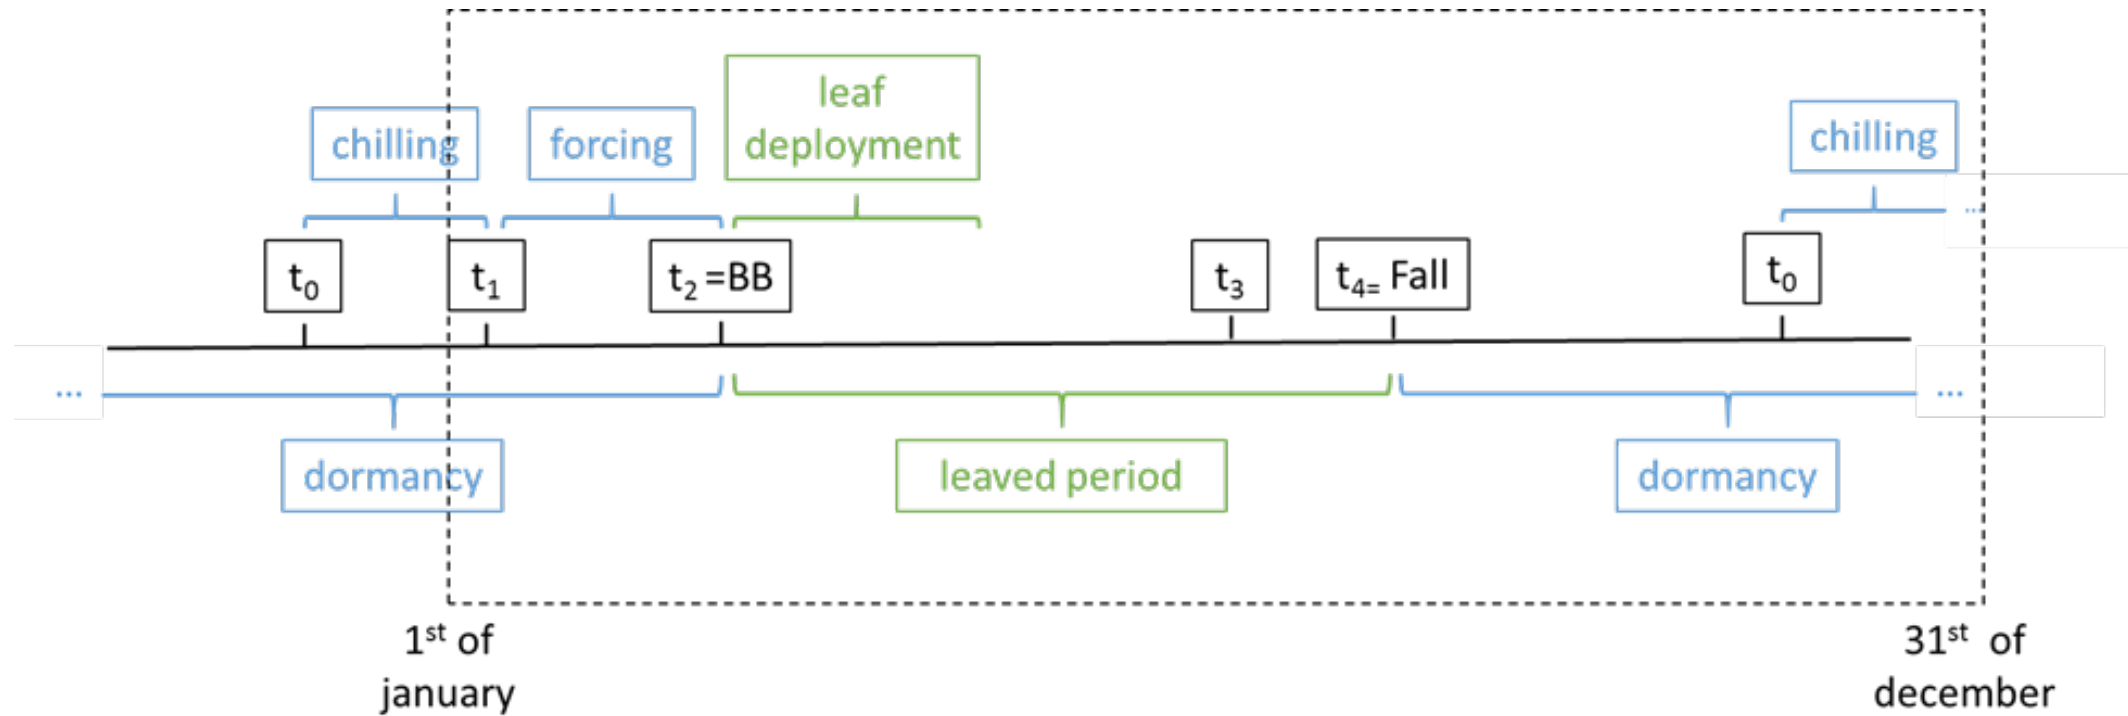 leaf
deployment
chilling
forcing
chilling
...
t0
t1
t2 =BB
t3
t4= Fall
t0
...
...
dormancy
leaved period
dormancy
1st of
january
31st of
december